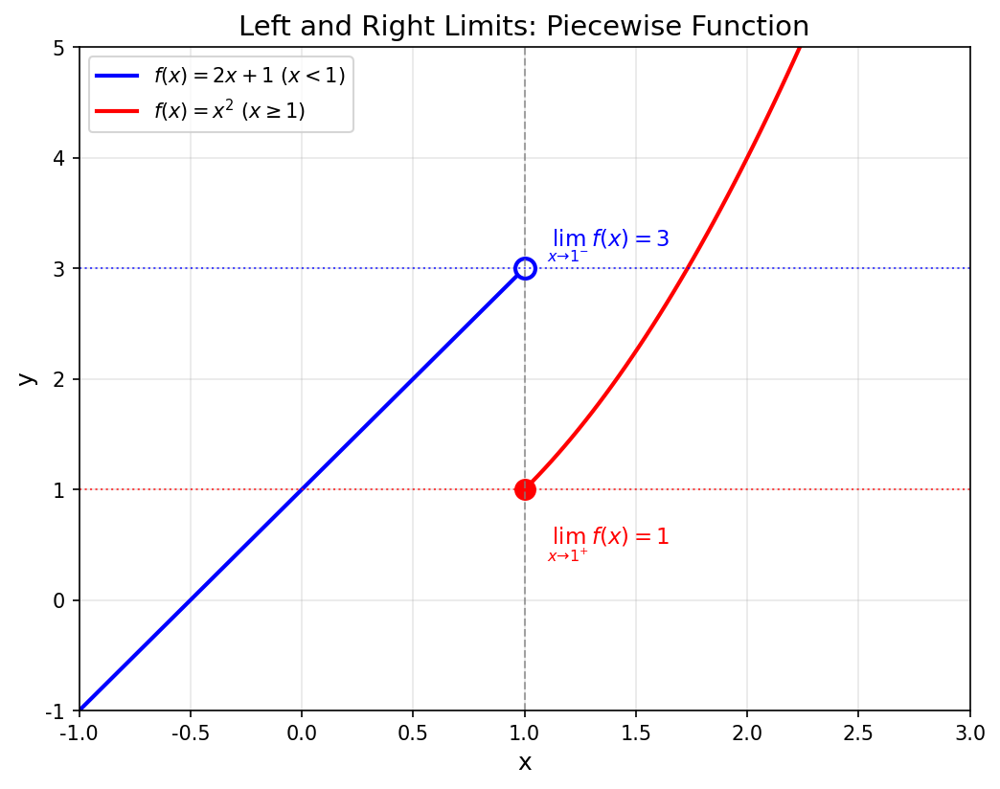 Left and Right Limits: Piecewise Function
f(x) = 2x + 1 (x < 1)
f(x) = x² (x ≥ 1)
5
4
3
2
1
0
-1
y
lim f(x) = 3
x→1⁻
lim f(x) = 1
x→1⁺
-1.0 -0.5 0.0 0.5 1.0 1.5 2.0 2.5 3.0
x